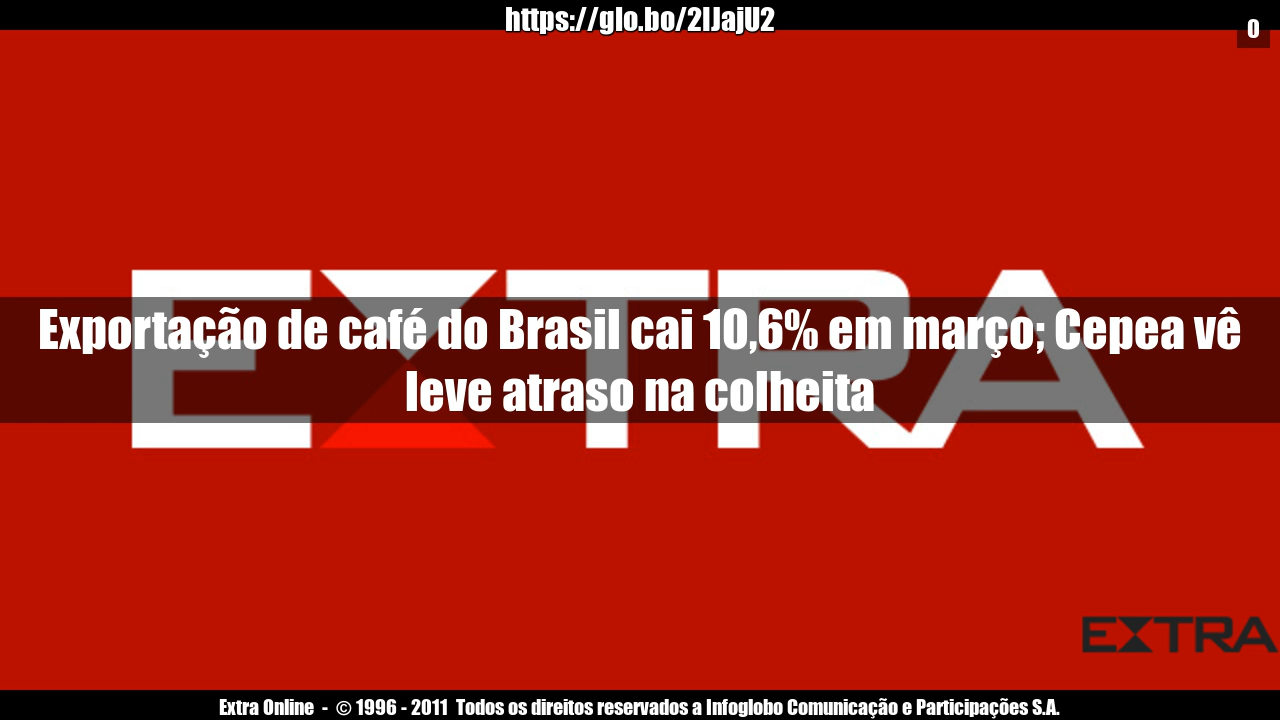 https://glo.bo/2IJajU2
0
EXTRA
Exportação de café do Brasil cai 10,6% em março; Cepea vê
leve atraso na colheita
EXTRA
Extra Online - © 1996 - 2011 Todos os direitos reservados a Infoglobo Comunicação e Participações S.A.